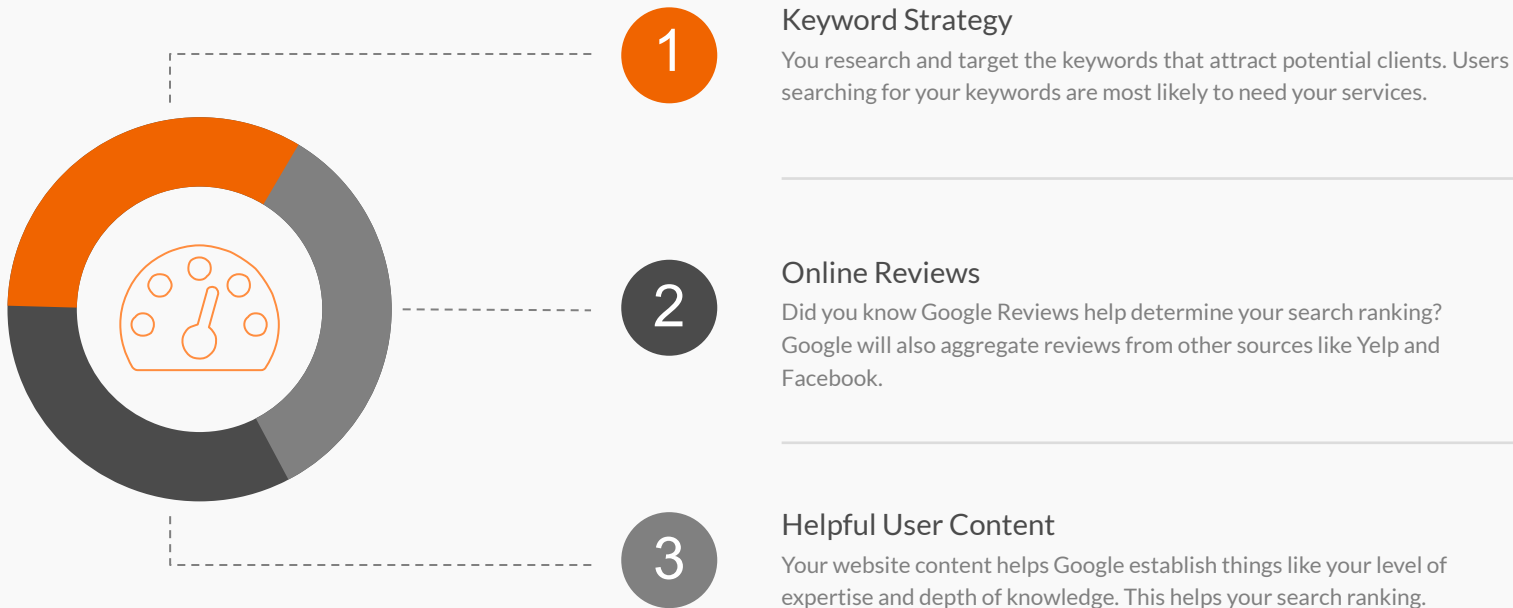 1
Keyword Strategy
You research and target the keywords that attract potential clients. Users
searching for your keywords are most likely to need your services.
2
Online Reviews
Did you know Google Reviews help determine your search ranking?
Google will also aggregate reviews from other sources like Yelp and
Facebook.
3
Helpful User Content
Your website content helps Google establish things like your level of
expertise and depth of knowledge. This helps your search ranking.